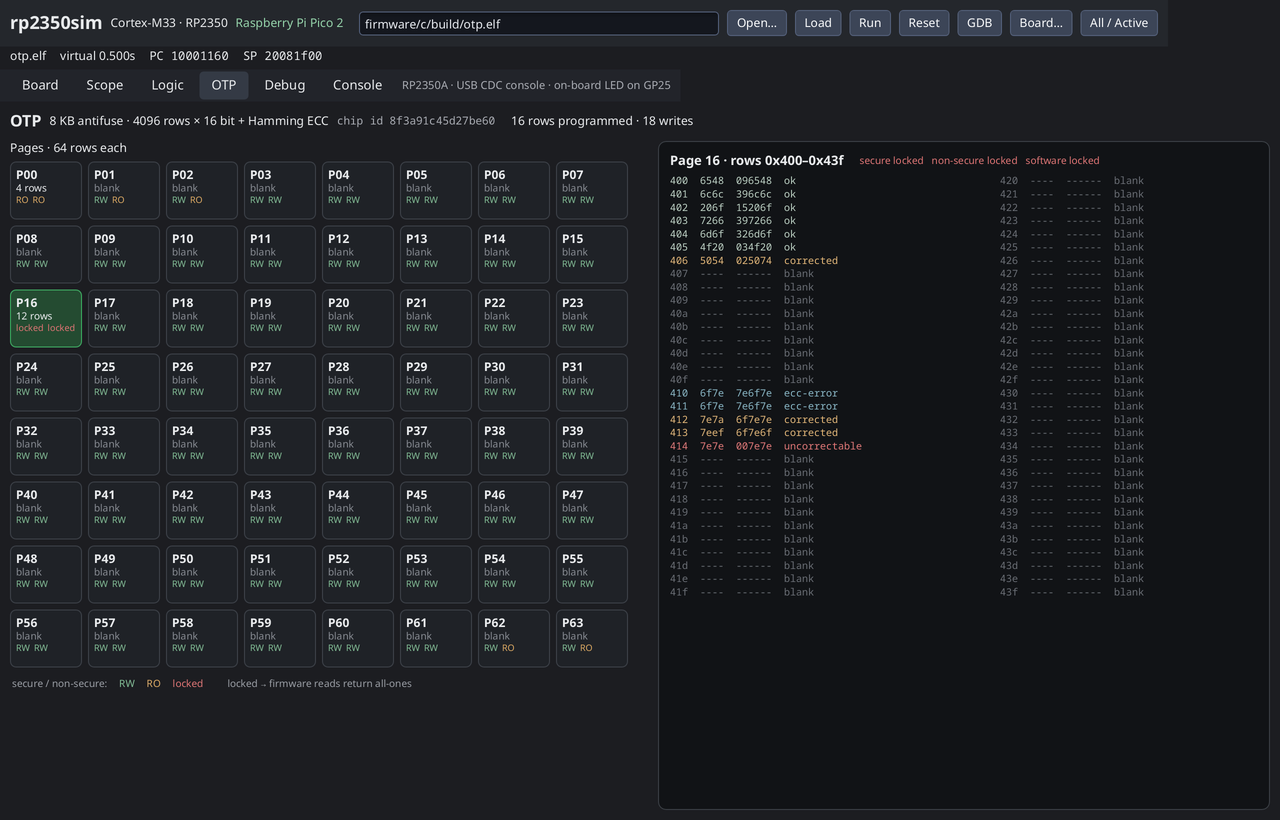 rp2350sim Cortex-M33 · RP2350 Raspberry Pi Pico 2 firmware/c/build/otp.elf Open... Load Run Reset GDB Board... All / Active
otp.elf virtual 0.500s PC 10001160 SP 20081f00
Board Scope Logic OTP Debug Console RP2350A · USB CDC console · on-board LED on GP25
OTP 8 KB antifuse · 4096 rows × 16 bit + Hamming ECC chip id 8f3a91c45d27be60 16 rows programmed · 18 writes
Pages · 64 rows each
P00 P01 P02 P03 P04 P05 P06 P07
4 rows blank blank blank blank blank blank blank
RO RO RW RO RW RO RW RW RW RW RW RW RW RW RW RW
P08 P09 P10 P11 P12 P13 P14 P15
blank blank blank blank blank blank blank blank
RW RW RW RW RW RW RW RW RW RW RW RW RW RW RW RW
P16 P17 P18 P19 P20 P21 P22 P23
12 rows blank blank blank blank blank blank blank
locked locked RW RW RW RW RW RW RW RW RW RW RW RW RW RW
P24 P25 P26 P27 P28 P29 P30 P31
blank blank blank blank blank blank blank blank
RW RW RW RW RW RW RW RW RW RW RW RW RW RW RW RW
P32 P33 P34 P35 P36 P37 P38 P39
blank blank blank blank blank blank blank blank
RW RW RW RW RW RW RW RW RW RW RW RW RW RW RW RW
P40 P41 P42 P43 P44 P45 P46 P47
blank blank blank blank blank blank blank blank
RW RW RW RW RW RW RW RW RW RW RW RW RW RW RW RW
P48 P49 P50 P51 P52 P53 P54 P55
blank blank blank blank blank blank blank blank
RW RW RW RW RW RW RW RW RW RW RW RW RW RW RW RW
P56 P57 P58 P59 P60 P61 P62 P63
blank blank blank blank blank blank blank blank
RW RW RW RW RW RW RW RW RW RW RW RW RW RO RW RO
secure / non-secure: RW RO locked locked → firmware reads return all-ones
Page 16 · rows 0x400–0x43f secure locked non-secure locked software locked
400 6548 096548 ok
401 6c6c 396c6c ok
402 206f 15206f ok
403 7266 397266 ok
404 6d6f 326d6f ok
405 4f20 034f20 ok
406 5054 025074 corrected
407 ---- ------ blank
408 ---- ------ blank
409 ---- ------ blank
40a ---- ------ blank
40b ---- ------ blank
40c ---- ------ blank
40d ---- ------ blank
40e ---- ------ blank
40f ---- ------ blank
410 6f7e 7e6f7e ecc-error
411 6f7e 7e6f7e ecc-error
412 7e7a 6f7e7e corrected
413 7eef 6f7e6f corrected
414 7e7e 007e7e uncorrectable
415 ---- ------ blank
416 ---- ------ blank
417 ---- ------ blank
418 ---- ------ blank
419 ---- ------ blank
41a ---- ------ blank
41b ---- ------ blank
41c ---- ------ blank
41d ---- ------ blank
41e ---- ------ blank
41f ---- ------ blank
420 ---- ------ blank
421 ---- ------ blank
422 ---- ------ blank
423 ---- ------ blank
424 ---- ------ blank
425 ---- ------ blank
426 ---- ------ blank
427 ---- ------ blank
428 ---- ------ blank
429 ---- ------ blank
42a ---- ------ blank
42b ---- ------ blank
42c ---- ------ blank
42d ---- ------ blank
42e ---- ------ blank
42f ---- ------ blank
430 ---- ------ blank
431 ---- ------ blank
432 ---- ------ blank
433 ---- ------ blank
434 ---- ------ blank
435 ---- ------ blank
436 ---- ------ blank
437 ---- ------ blank
438 ---- ------ blank
439 ---- ------ blank
43a ---- ------ blank
43b ---- ------ blank
43c ---- ------ blank
43d ---- ------ blank
43e ---- ------ blank
43f ---- ------ blank